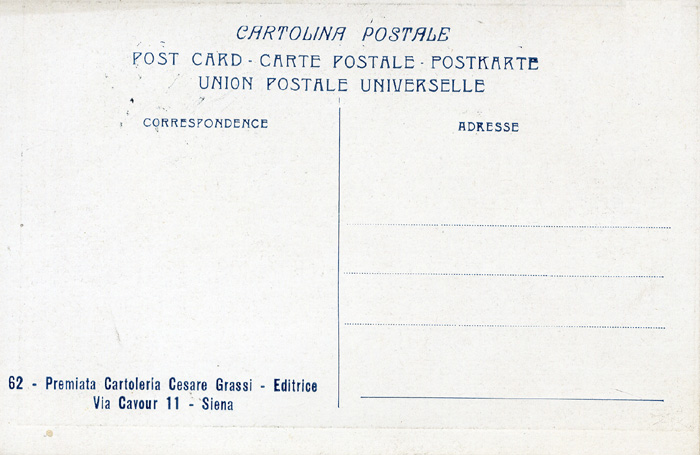 CARTOLINA POSTALE
POST CARD - CARTE POSTALE - POSTKARTE
UNION POSTALE UNIVERSELLE
CORRESPONDENCE
ADRESSE
62 - Premiata Cartoleria Cesare Grassi - Editrice
Via Cavour 11 - Siena